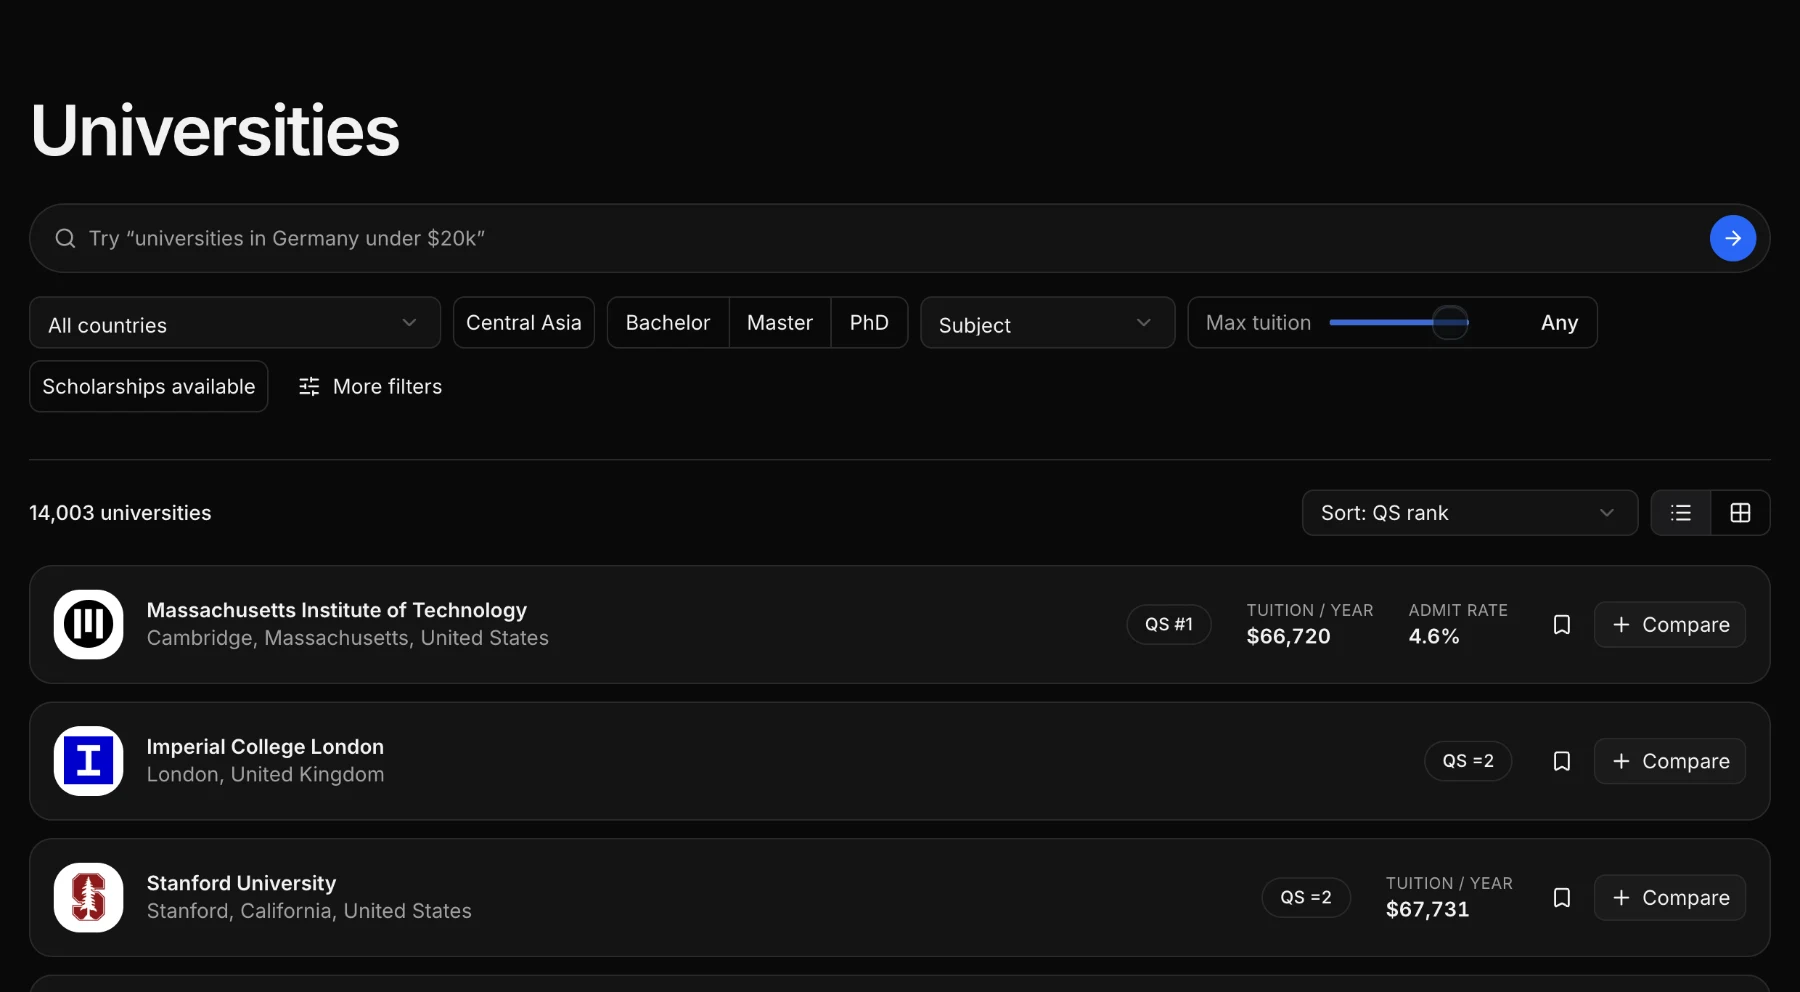 Universities
Try “universities in Germany under $20k”
All countries
Central Asia
Bachelor
Master
PhD
Subject
Max tuition
Any
Scholarships available
More filters
14,003 universities
Sort: QS rank
Massachusetts Institute of Technology
Cambridge, Massachusetts, United States
QS #1
TUITION / YEAR
$66,720
ADMIT RATE
4.6%
+ Compare
I
Imperial College London
London, United Kingdom
QS =2
+ Compare
S
Stanford University
Stanford, California, United States
QS =2
TUITION / YEAR
$67,731
+ Compare